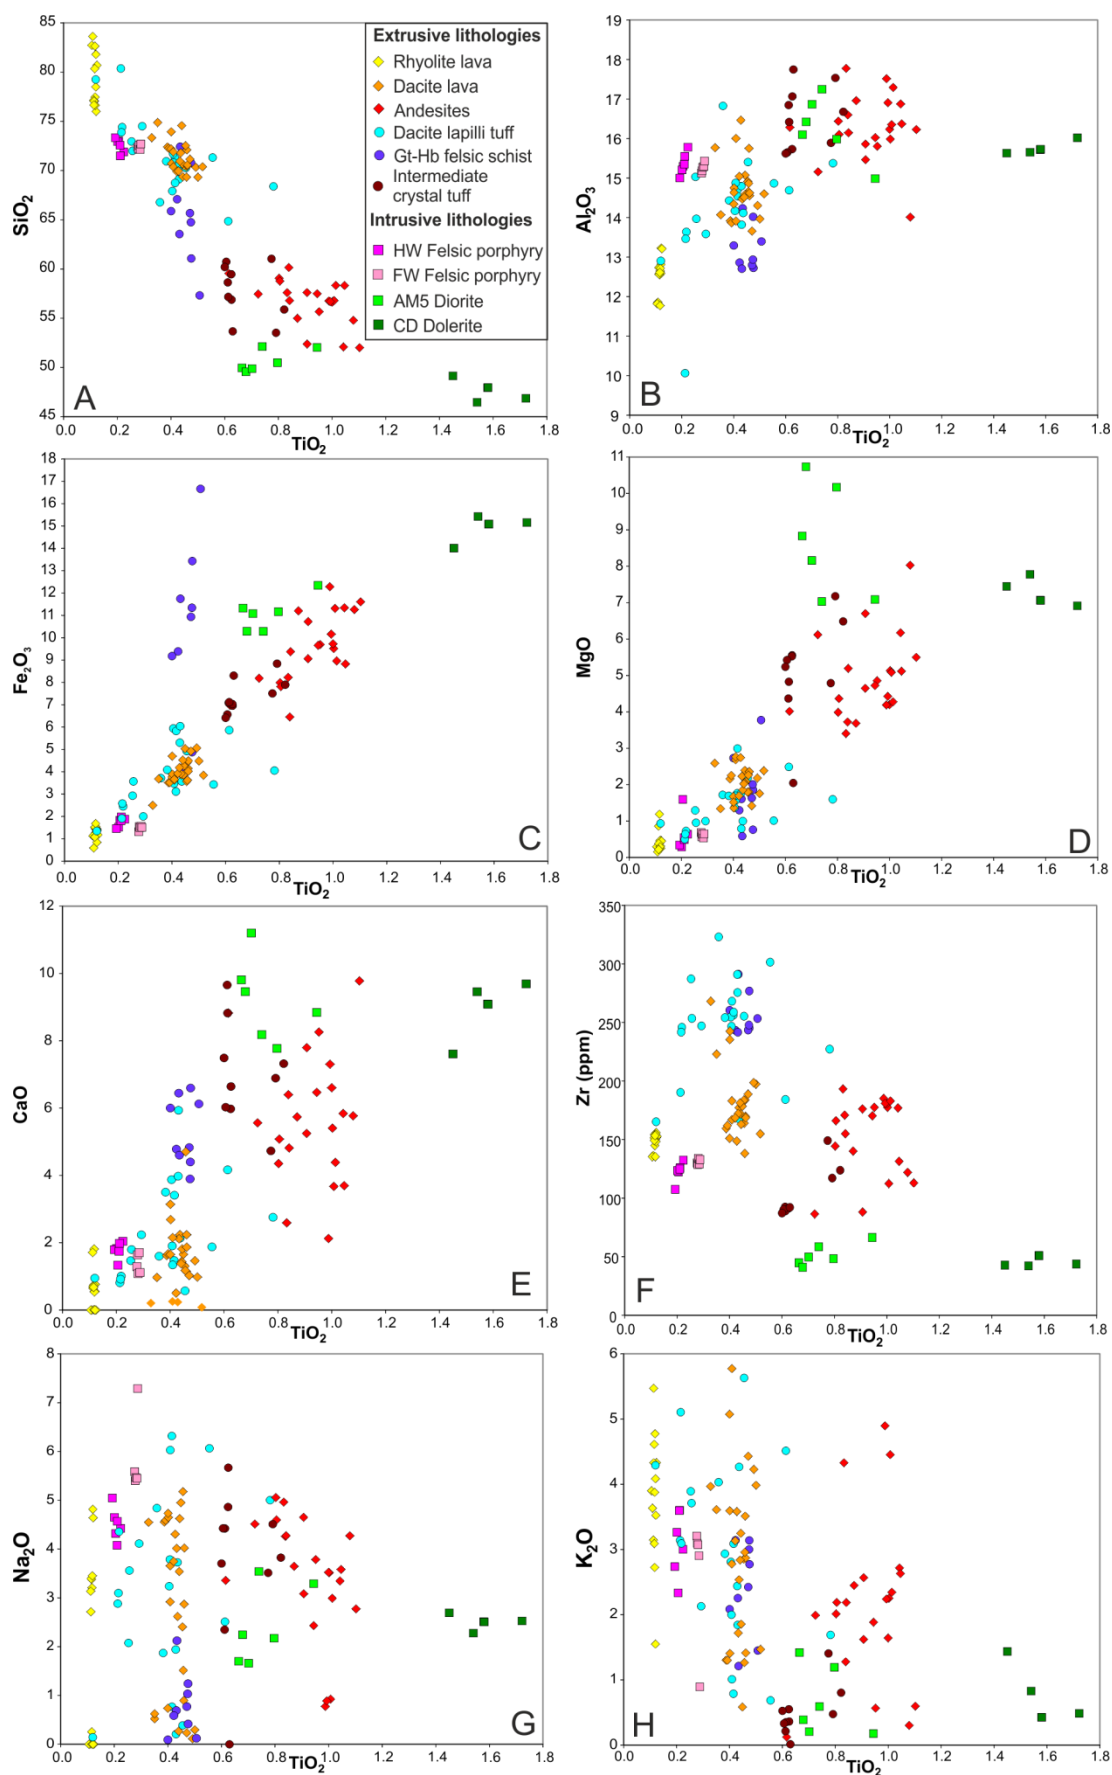 85
80
75
70
65
60
55
50
45
SiO2
0.0 0.2 0.4 0.6 0.8 1.0 1.2 1.4 1.6 1.8
TiO2
A
Extrusive lithologies
Rhyolite lava
Dacite lava
Andesites
Dacite lapilli tuff
Gt-Hb felsic schist
Intermediate
crystal tuff
Intrusive lithologies
HW Felsic porphyry
FW Felsic porphyry
AM5 Diorite
CD Dolerite
19
18
17
16
15
14
13
12
11
10
9
Al2O3
0.0 0.2 0.4 0.6 0.8 1.0 1.2 1.4 1.6 1.8
TiO2
B
18
17
16
15
14
13
12
11
10
9
8
7
6
5
4
3
2
1
0
Fe2O3
0.0 0.2 0.4 0.6 0.8 1.0 1.2 1.4 1.6 1.8
TiO2
C
11
10
9
8
7
6
5
4
3
2
1
0
MgO
0.0 0.2 0.4 0.6 0.8 1.0 1.2 1.4 1.6 1.8
TiO2
D
12
10
8
6
4
2
0
CaO
0.0 0.2 0.4 0.6 0.8 1.0 1.2 1.4 1.6 1.8
TiO2
E
350
300
250
200
150
100
50
0
Zr (ppm)
0.0 0.2 0.4 0.6 0.8 1.0 1.2 1.4 1.6 1.8
TiO2
F
8
7
6
5
4
3
2
1
0
Na2O
0.0 0.2 0.4 0.6 0.8 1.0 1.2 1.4 1.6 1.8
TiO2
G
6
5
4
3
2
1
0
K2O
0.0 0.2 0.4 0.6 0.8 1.0 1.2 1.4 1.6 1.8
TiO2
H